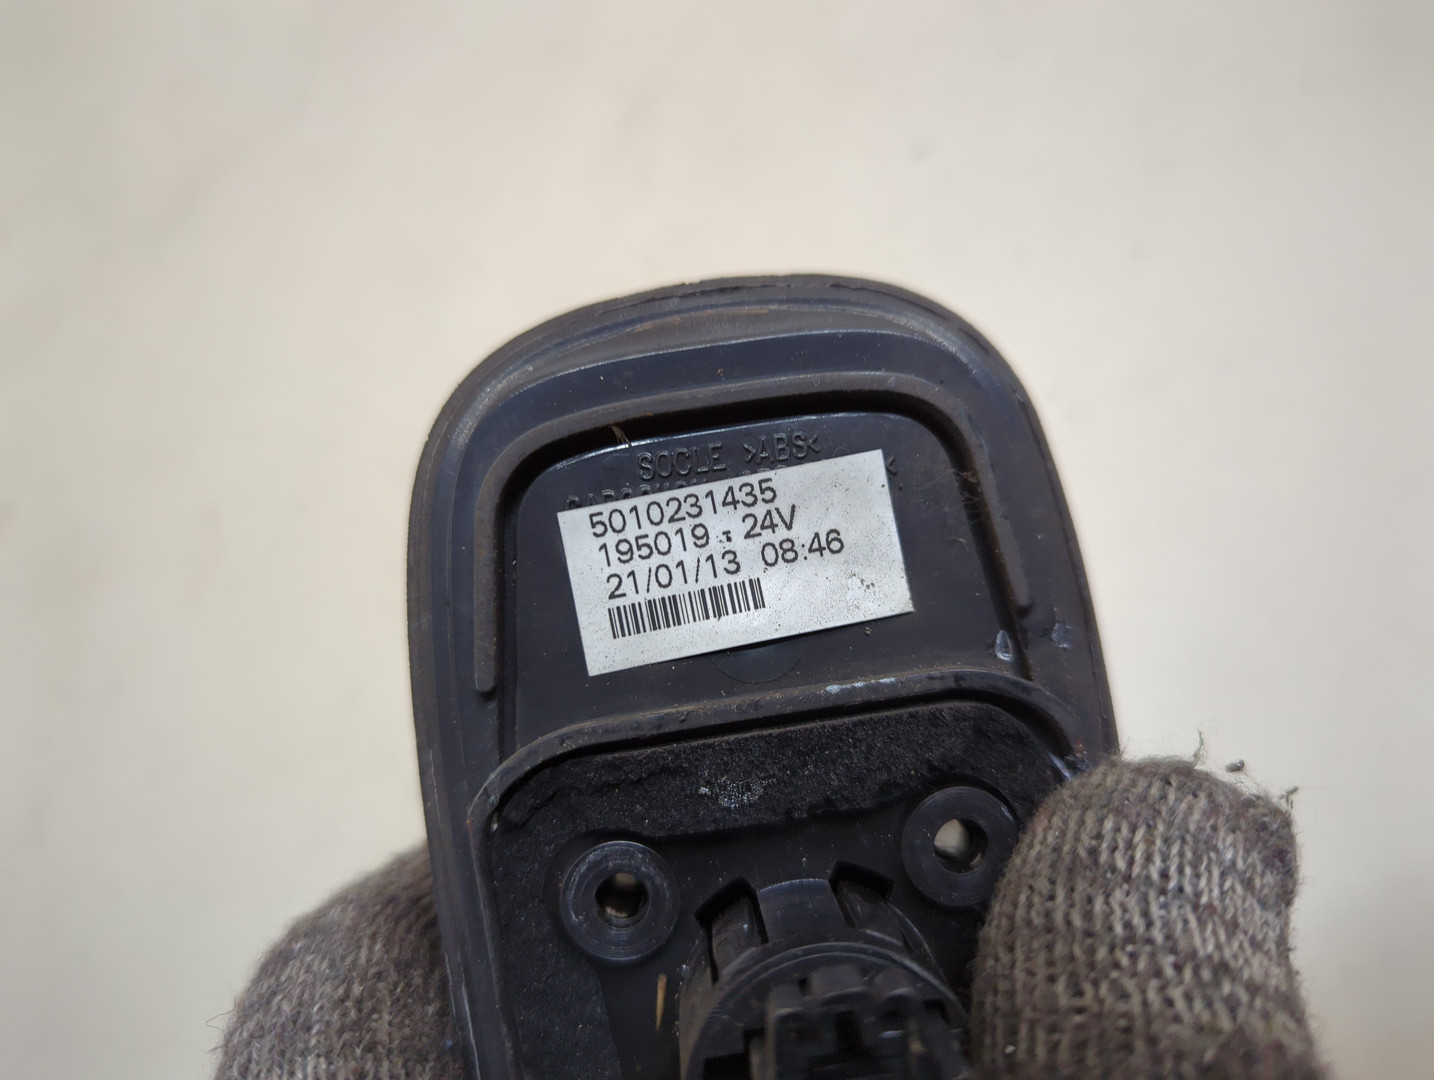 SOCLE >ABS<
5010231435
195019 - 24V
21/01/13 08:46